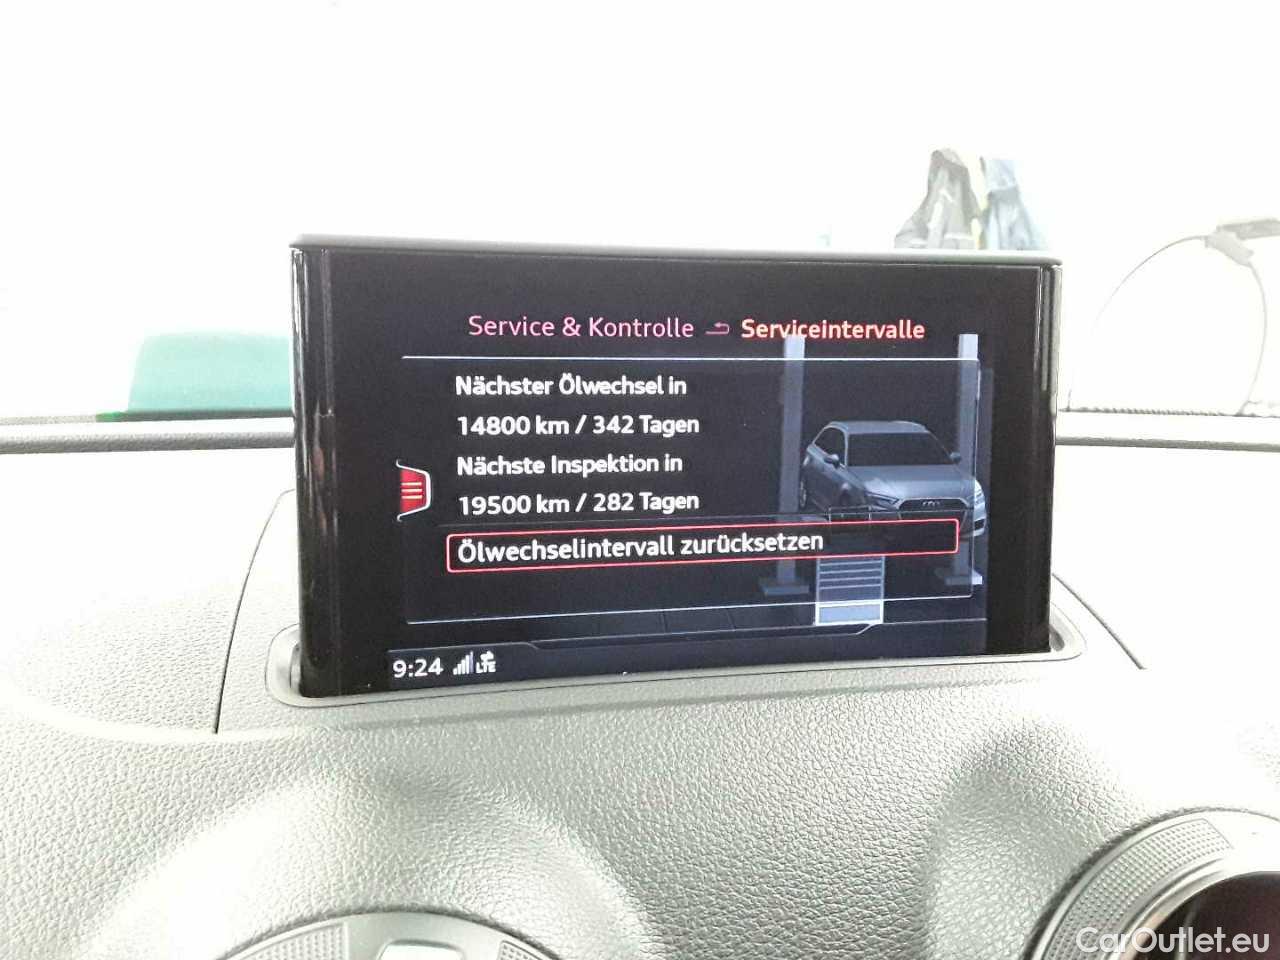 Service & Kontrolle Serviceintervalle
Nächster Ölwechsel in
14800 km / 342 Tagen
Nächste Inspektion in
19500 km / 282 Tagen
Ölwechselintervall zurücksetzen
9:24 LTE
CarOutlet.eu